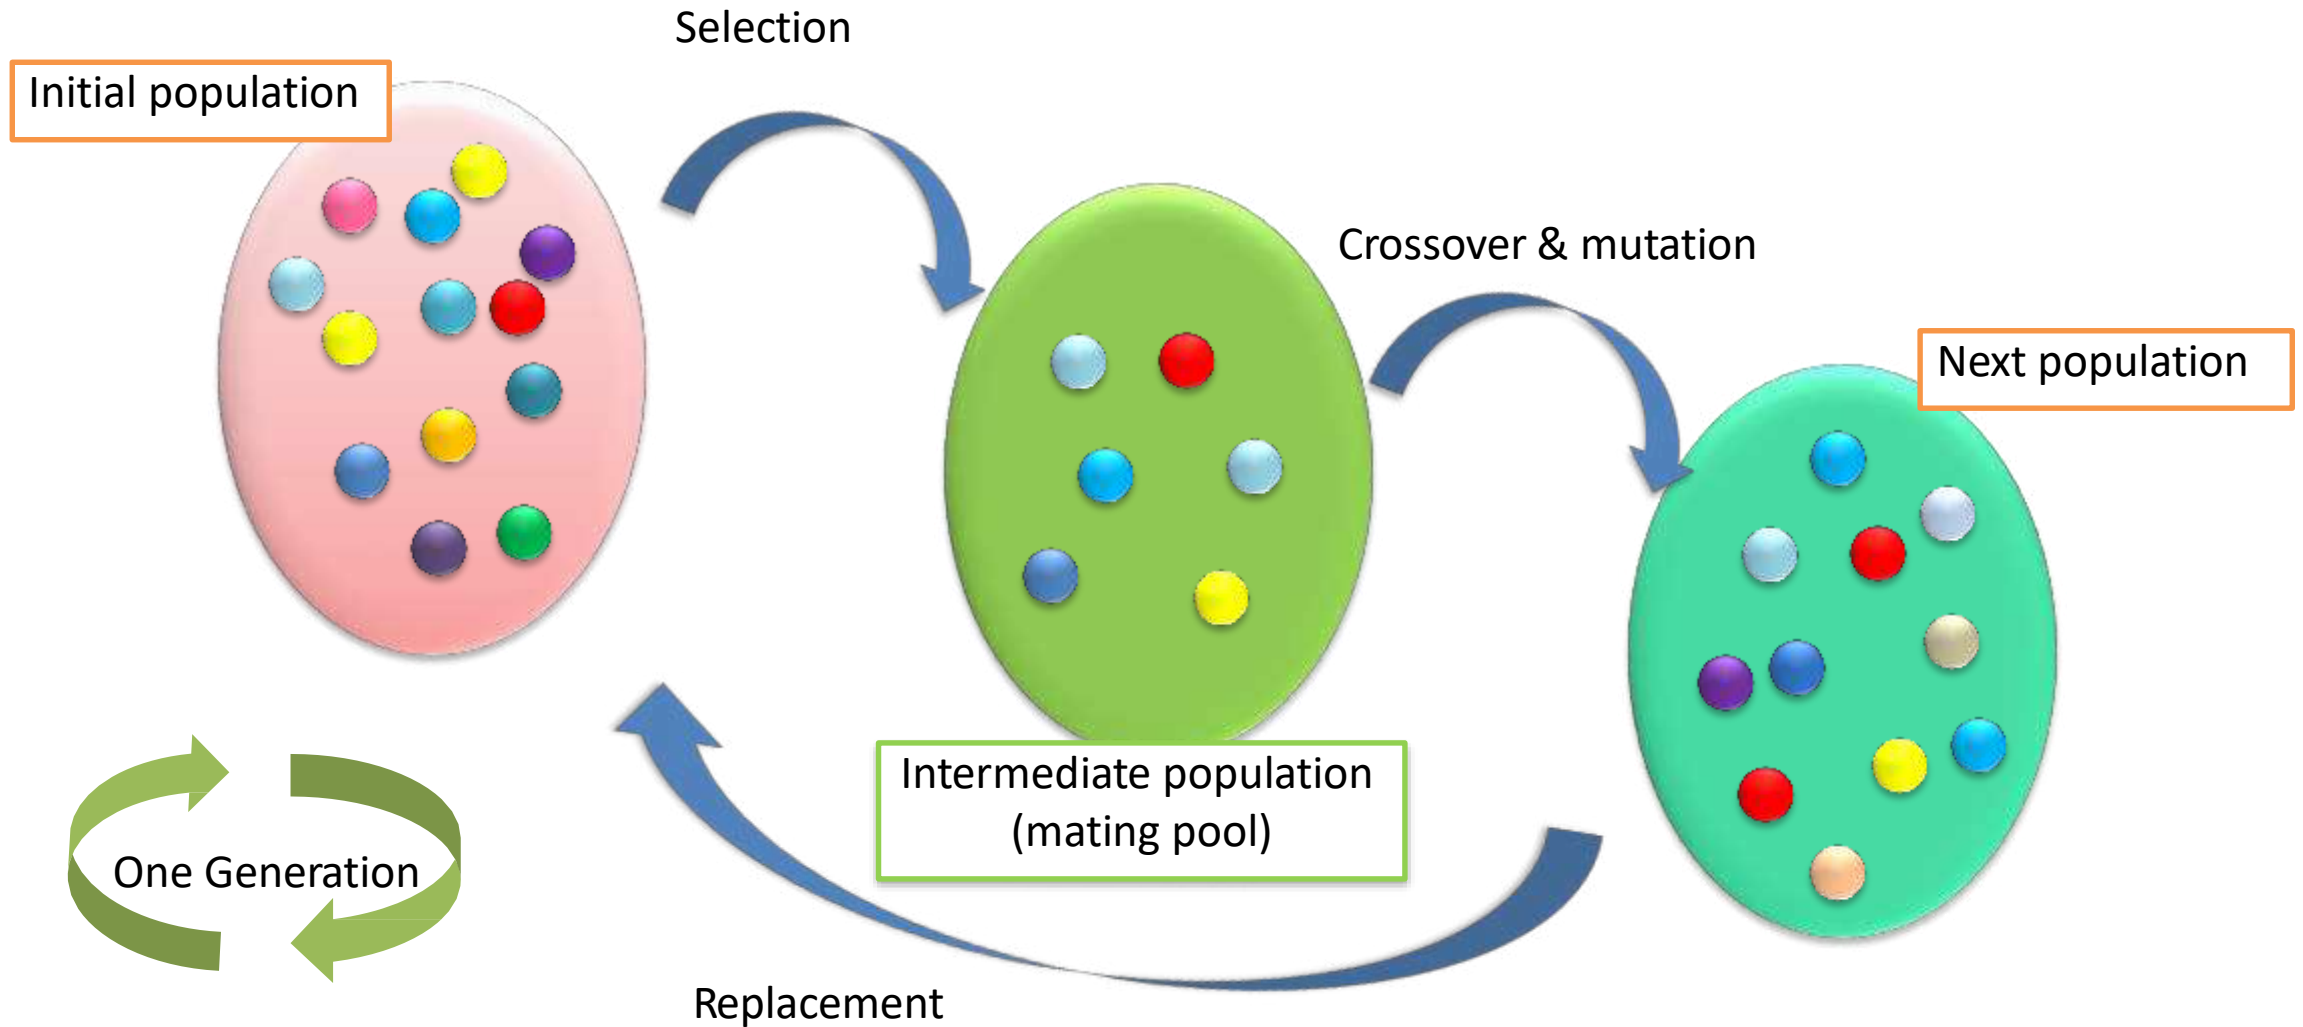 Selection
Initial population
Crossover & mutation
Next population
Intermediate population
(mating pool)
One Generation
Replacement